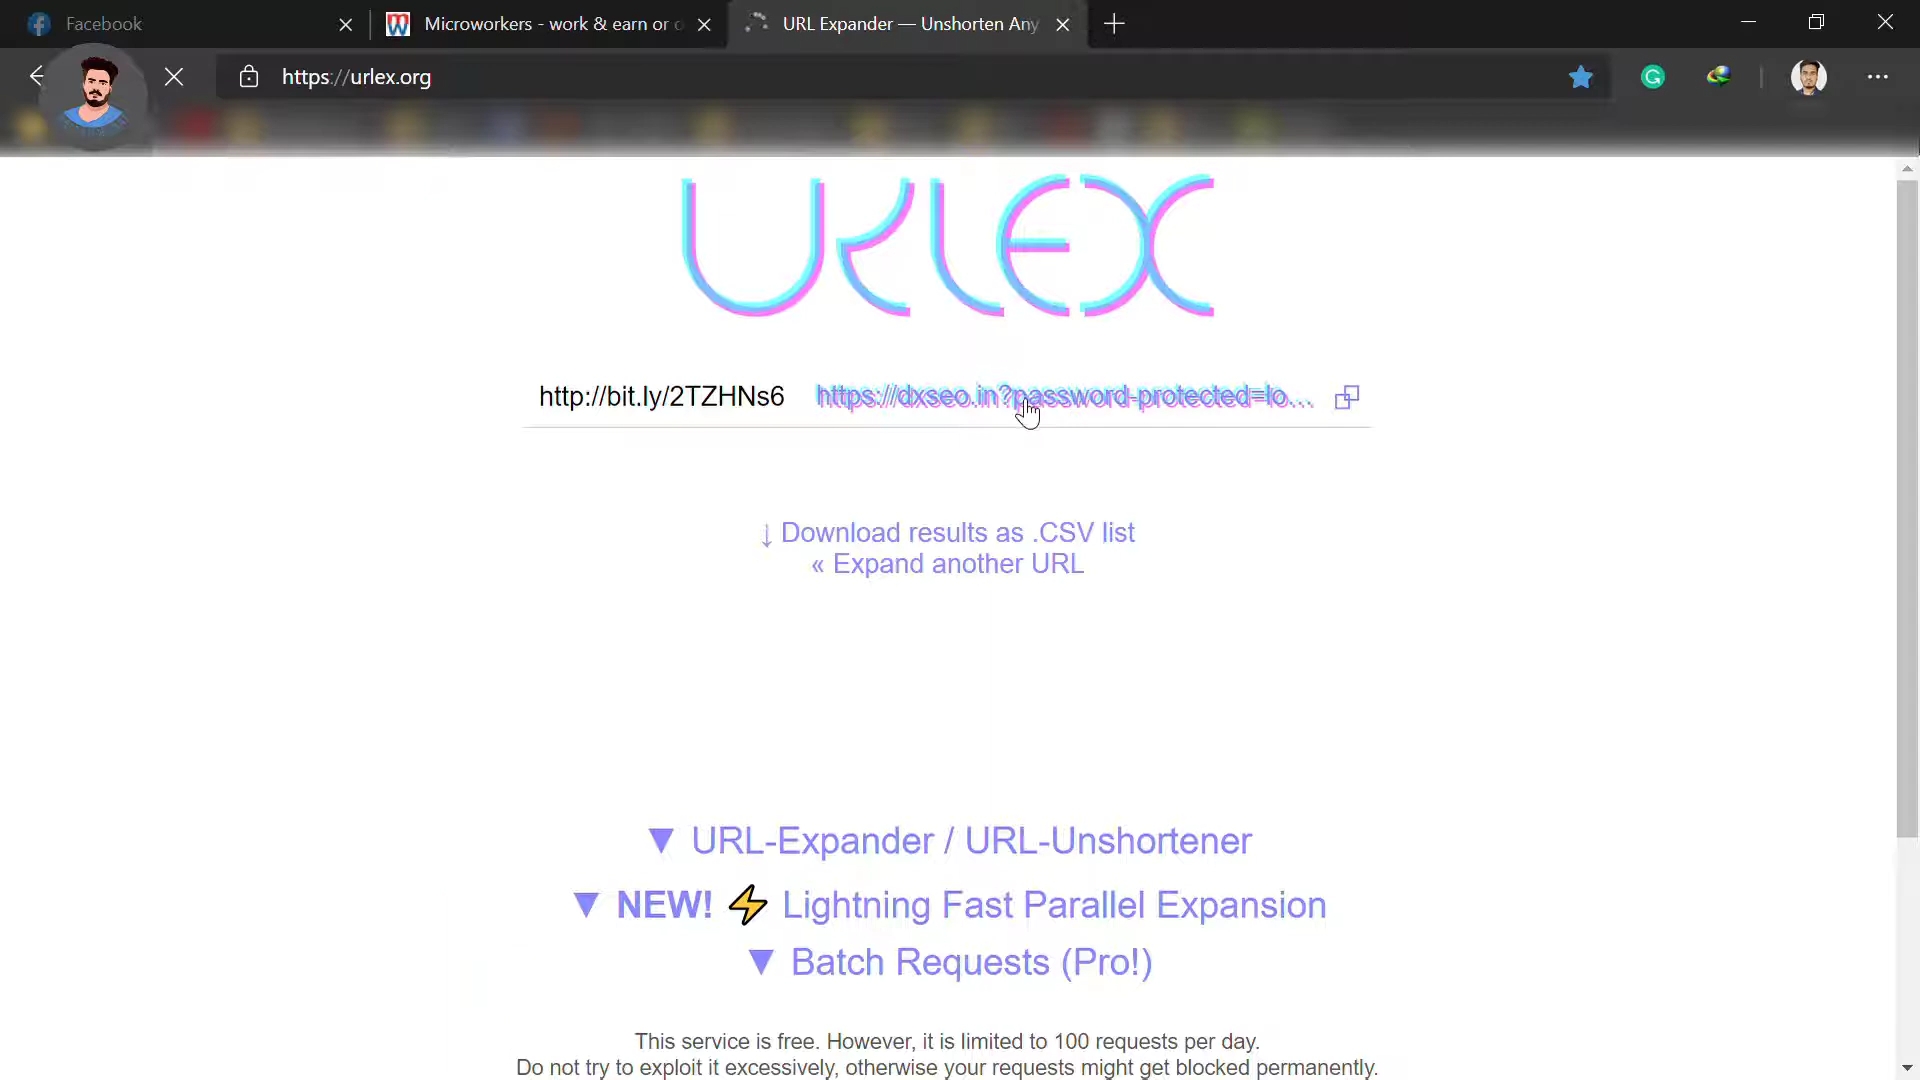 Facebook
Microworkers - work & earn or o
URL Expander — Unshorten Any
https://urlex.org
URLEX
http://bit.ly/2TZHNs6 https://dxseo.in?password-protected=lo...
↓ Download results as .CSV list
« Expand another URL
▼ URL-Expander / URL-Unshortener
▼ NEW! ⚡ Lightning Fast Parallel Expansion
▼ Batch Requests (Pro!)
This service is free. However, it is limited to 100 requests per day.
Do not try to exploit it excessively, otherwise your requests might get blocked permanently.